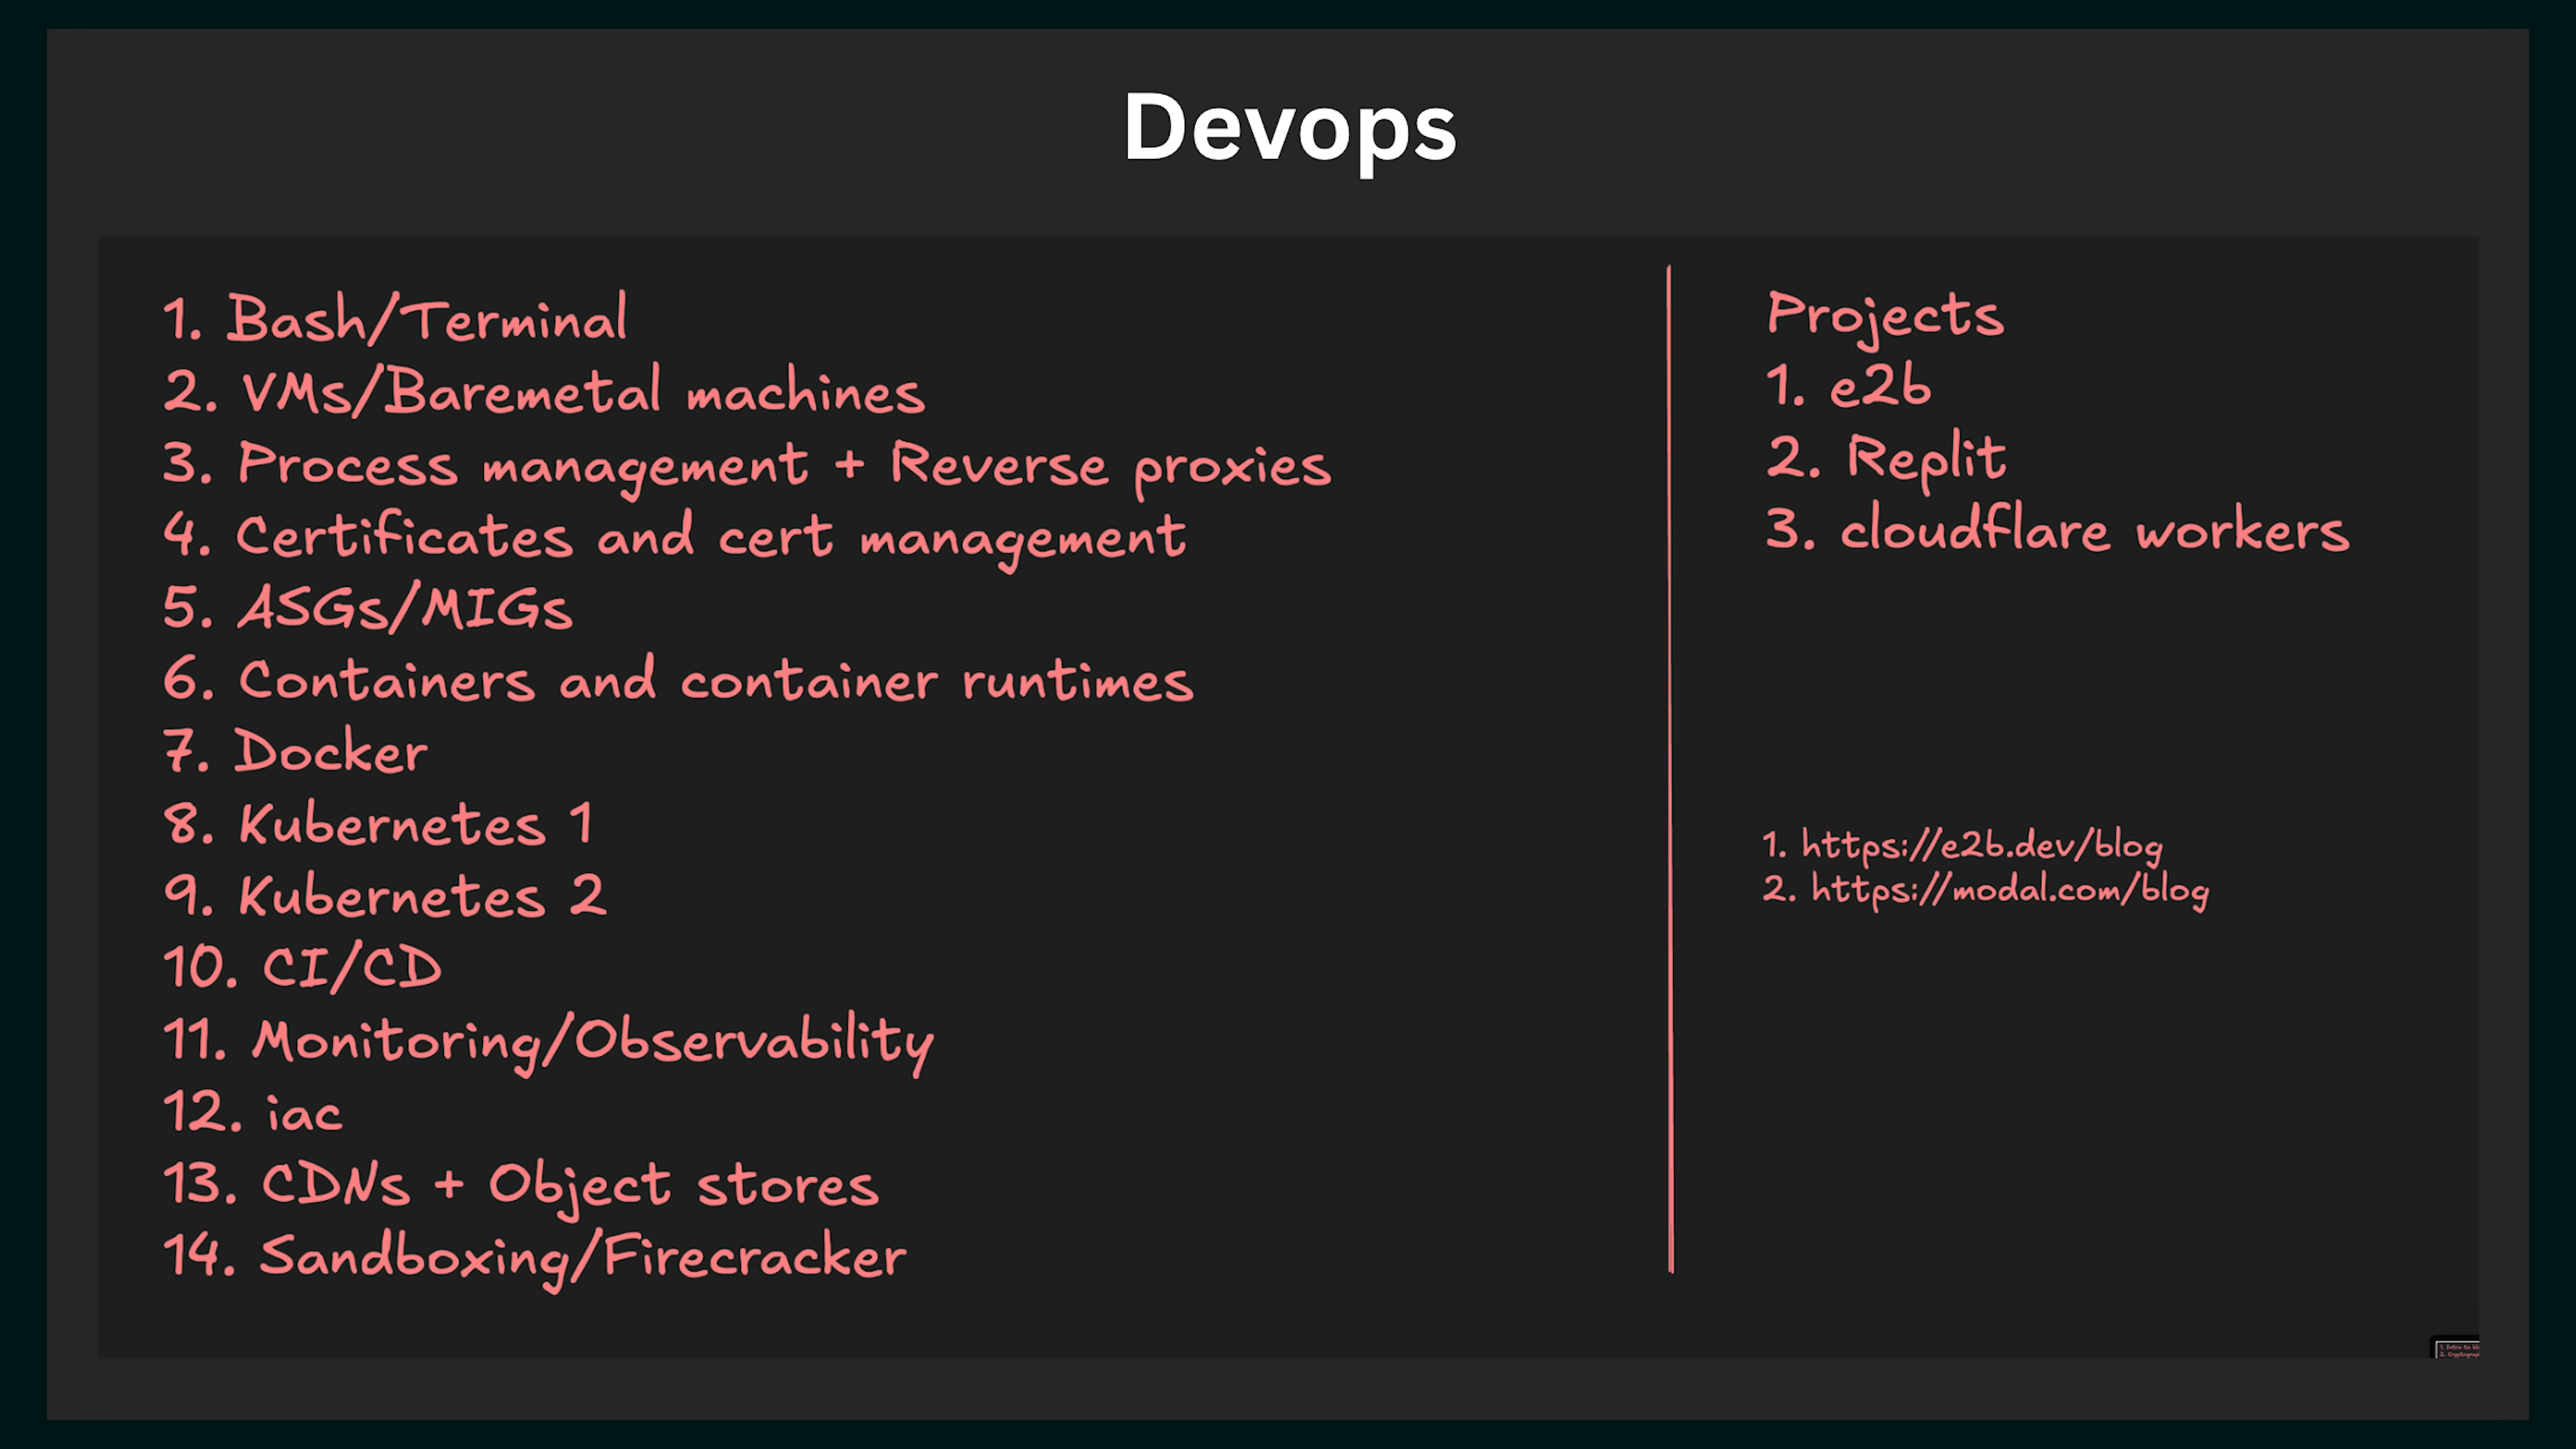 Devops
1. Bash/Terminal
2. VMs/Baremetal machines
3. Process management + Reverse proxies
4. Certificates and cert management
5. ASGs/MIGs
6. Containers and container runtimes
7. Docker
8. Kubernetes 1
9. Kubernetes 2
10. CI/CD
11. Monitoring/Observability
12. iac
13. CDNs + Object stores
14. Sandboxing/Firecracker
Projects
1. e2b
2. Replit
3. cloudflare workers
1. https://e2b.dev/blog
2. https://modal.com/blog